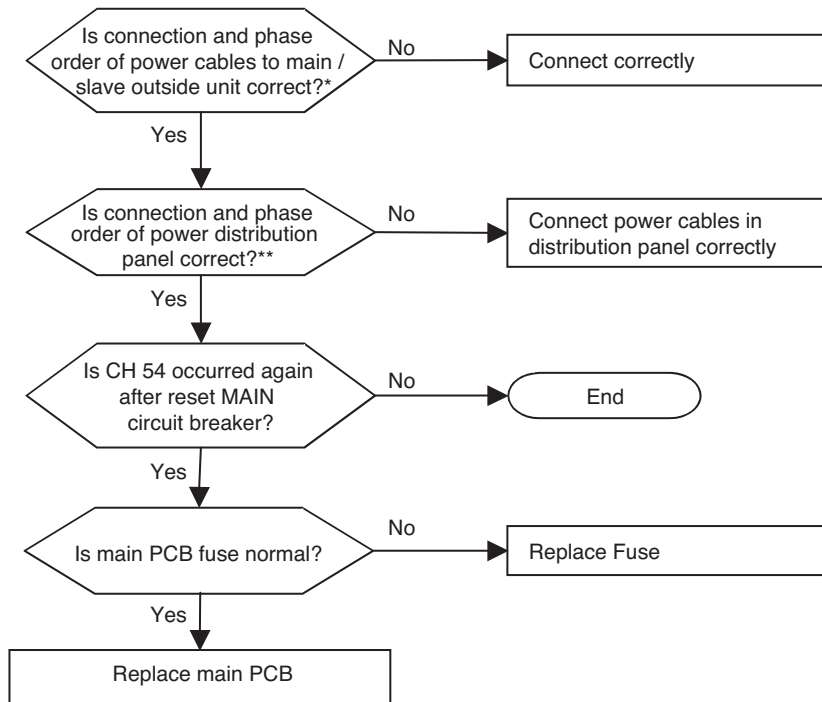 Is connection and phase
order of power cables to main /
slave outside unit correct?*
No
Connect correctly
Yes
Is connection and phase
order of power distribution
panel correct?**
No
Connect power cables in
distribution panel correctly
Yes
Is CH 54 occurred again
after reset MAIN
circuit breaker?
No
End
Yes
Is main PCB fuse normal?
No
Replace Fuse
Yes
Replace main PCB